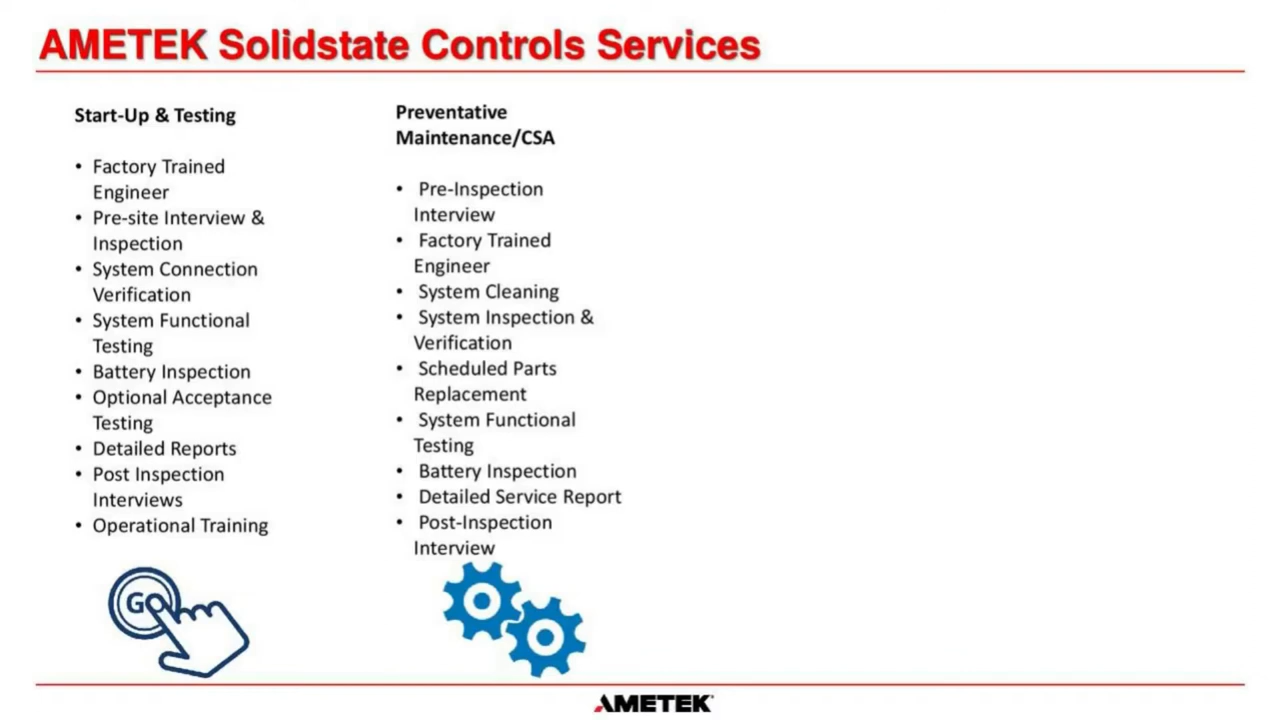 AMETEK Solidstate Controls Services
Start-Up & Testing
• Factory Trained
Engineer
• Pre-site Interview &
Inspection
• System Connection
Verification
• System Functional
Testing
• Battery Inspection
• Optional Acceptance
Testing
• Detailed Reports
• Post Inspection
Interviews
• Operational Training
GO
Preventative
Maintenance/CSA
• Pre-Inspection
Interview
• Factory Trained
Engineer
• System Cleaning
• System Inspection &
Verification
• Scheduled Parts
Replacement
• System Functional
Testing
• Battery Inspection
• Detailed Service Report
• Post-Inspection
Interview
AMETEK